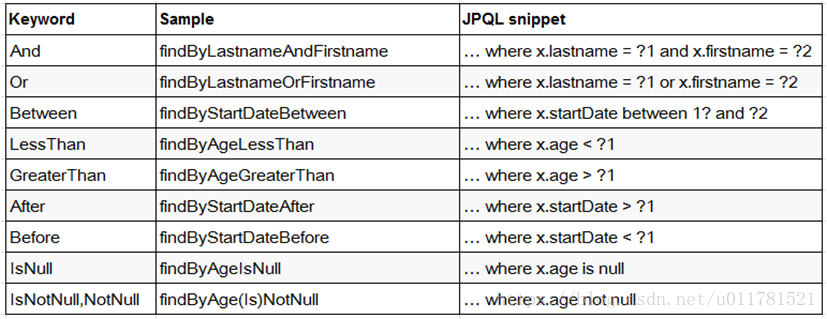 Keyword Sample JPQL snippet
And findByLastnameAndFirstname … where x.lastname = ?1 and x.firstname = ?2
Or findByLastnameOrFirstname … where x.lastname = ?1 or x.firstname = ?2
Between findByStartDateBetween … where x.startDate between 1? and ?2
LessThan findByAgeLessThan … where x.age < ?1
GreaterThan findByAgeGreaterThan … where x.age > ?1
After findByStartDateAfter … where x.startDate > ?1
Before findByStartDateBefore … where x.startDate < ?1
IsNull findByAgeIsNull … where x.age is null
IsNotNull,NotNull findByAge(Is)NotNull … where x.age not null
https://blog.csdn.net/u011781521